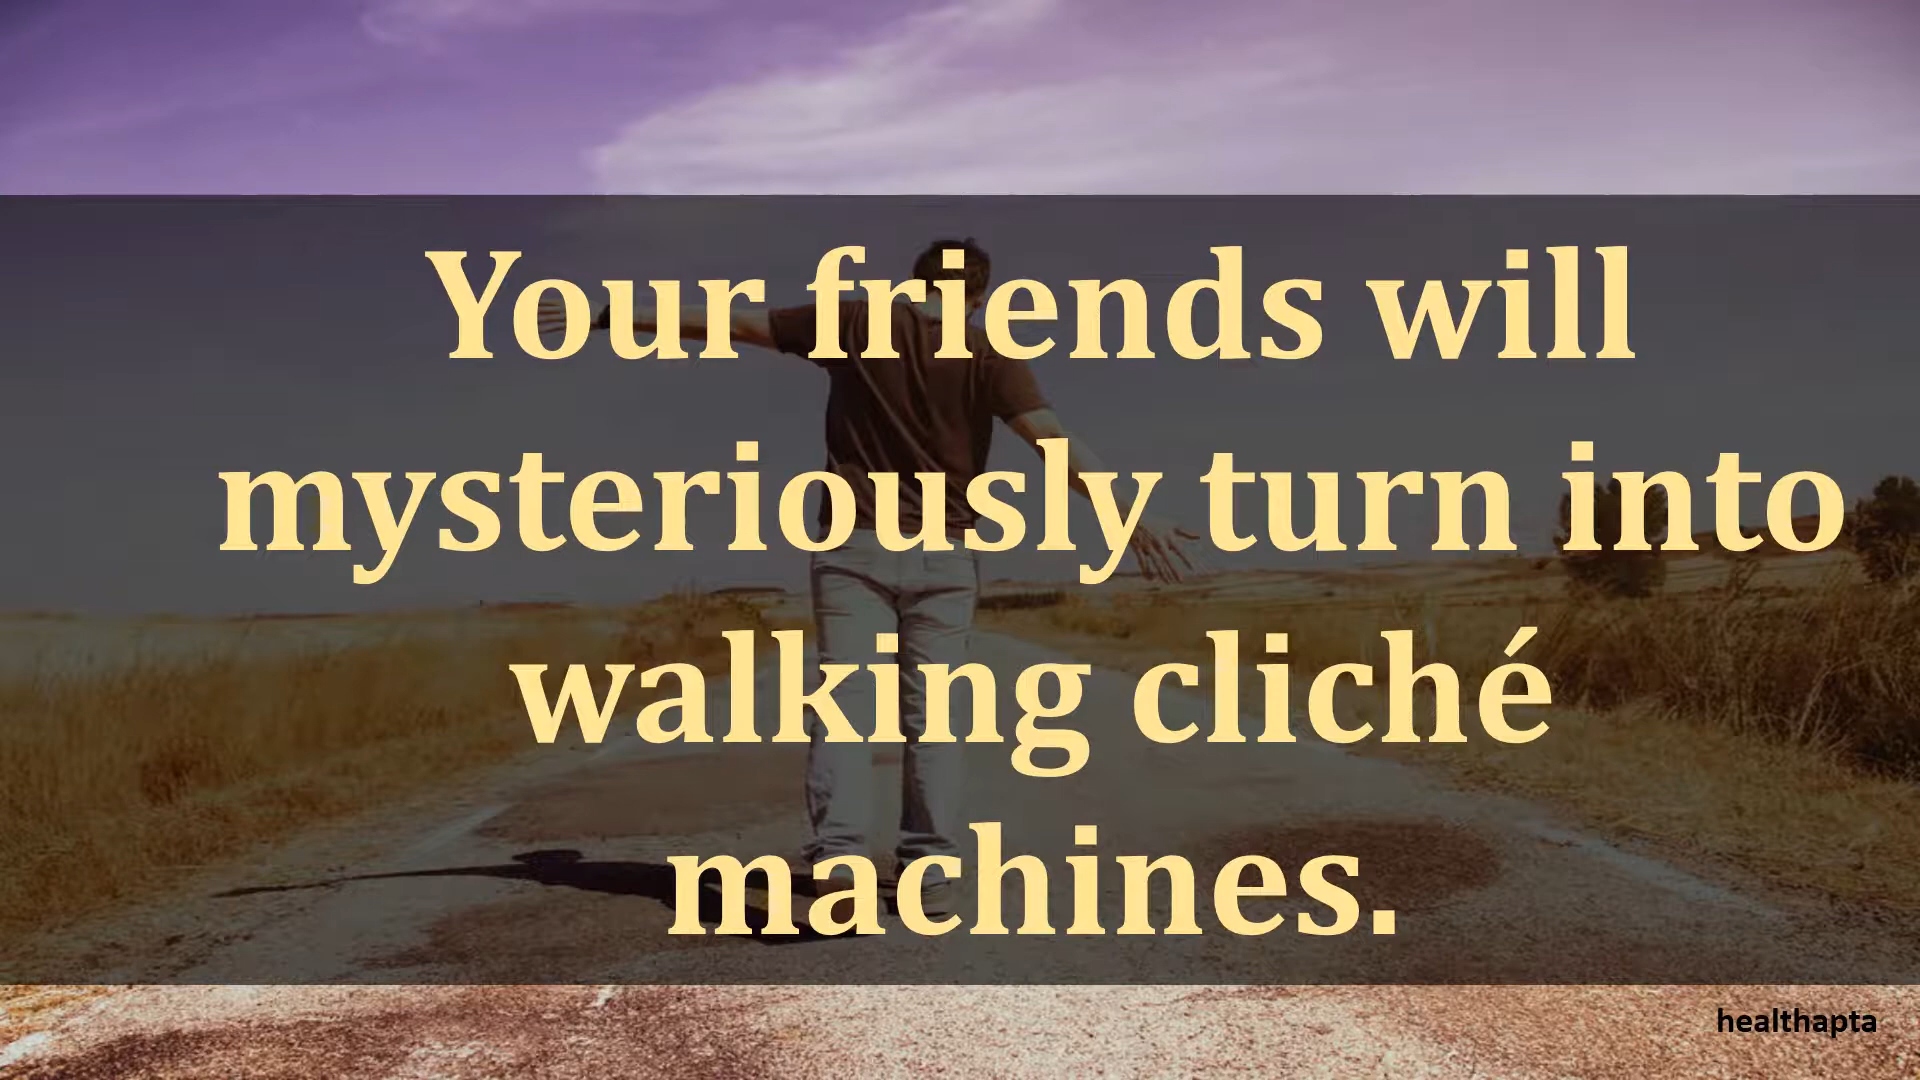 Your friends will
mysteriously turn into
walking cliché
machines.
healthapta